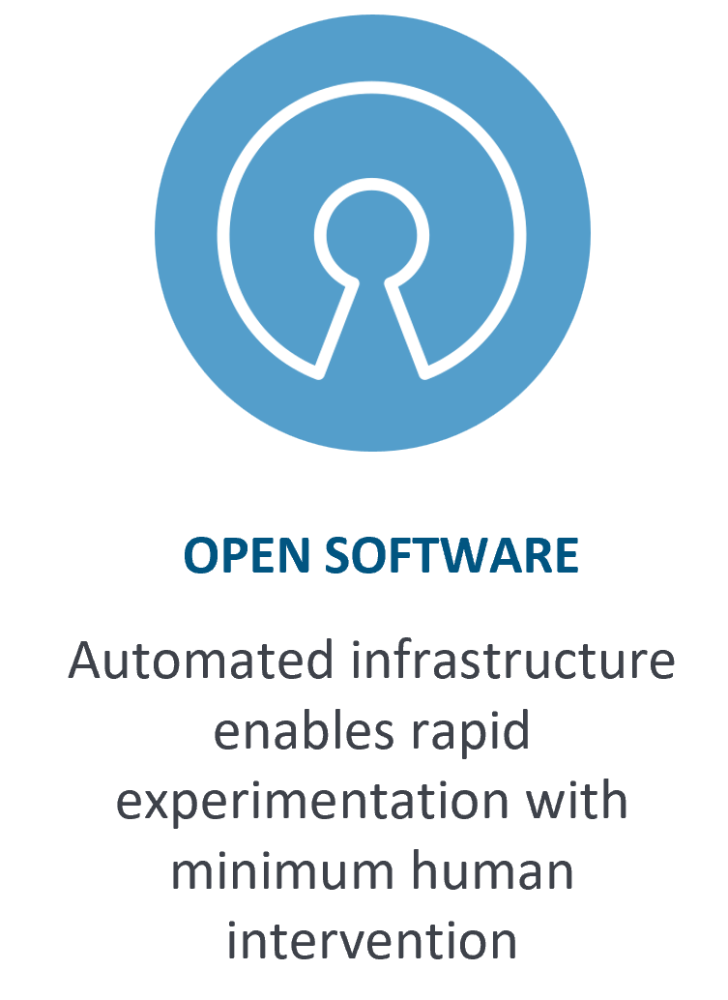 OPEN SOFTWARE
Automated infrastructure
enables rapid
experimentation with
minimum human
intervention